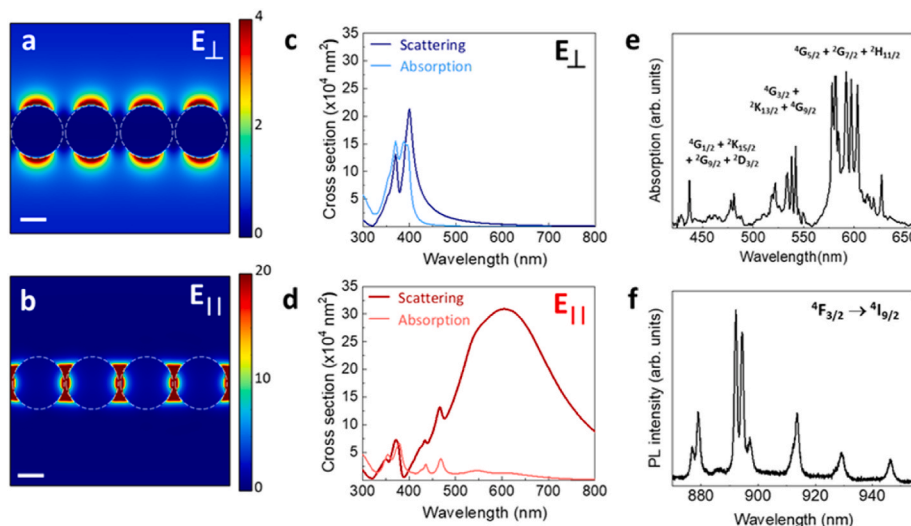 a
E⊥
4
2
0
c
E⊥
Scattering
Absorption
Cross section (x10⁴ nm²)
35
30
25
20
15
10
5
0
300 400 500 600 700 800
Wavelength (nm)
e
⁴G₅/₂ + ²G₇/₂ + ²H₁₁/₂
⁴G₃/₂ +
²K₁₃/₂ + ⁴G₉/₂
⁴G₁/₂ + ²K₁₅/₂
+ ²G₉/₂ + ²D₃/₂
Absorption (arb. units)
450 500 550 600 650
Wavelength(nm)
b
E||
20
10
0
d
E||
Scattering
Absorption
Cross section (x10⁴ nm²)
35
30
25
20
15
10
5
0
300 400 500 600 700 800
Wavelength (nm)
f
⁴F₃/₂ → ⁴I₉/₂
PL intensity (arb. units)
880 900 920 940
Wavelength (nm)